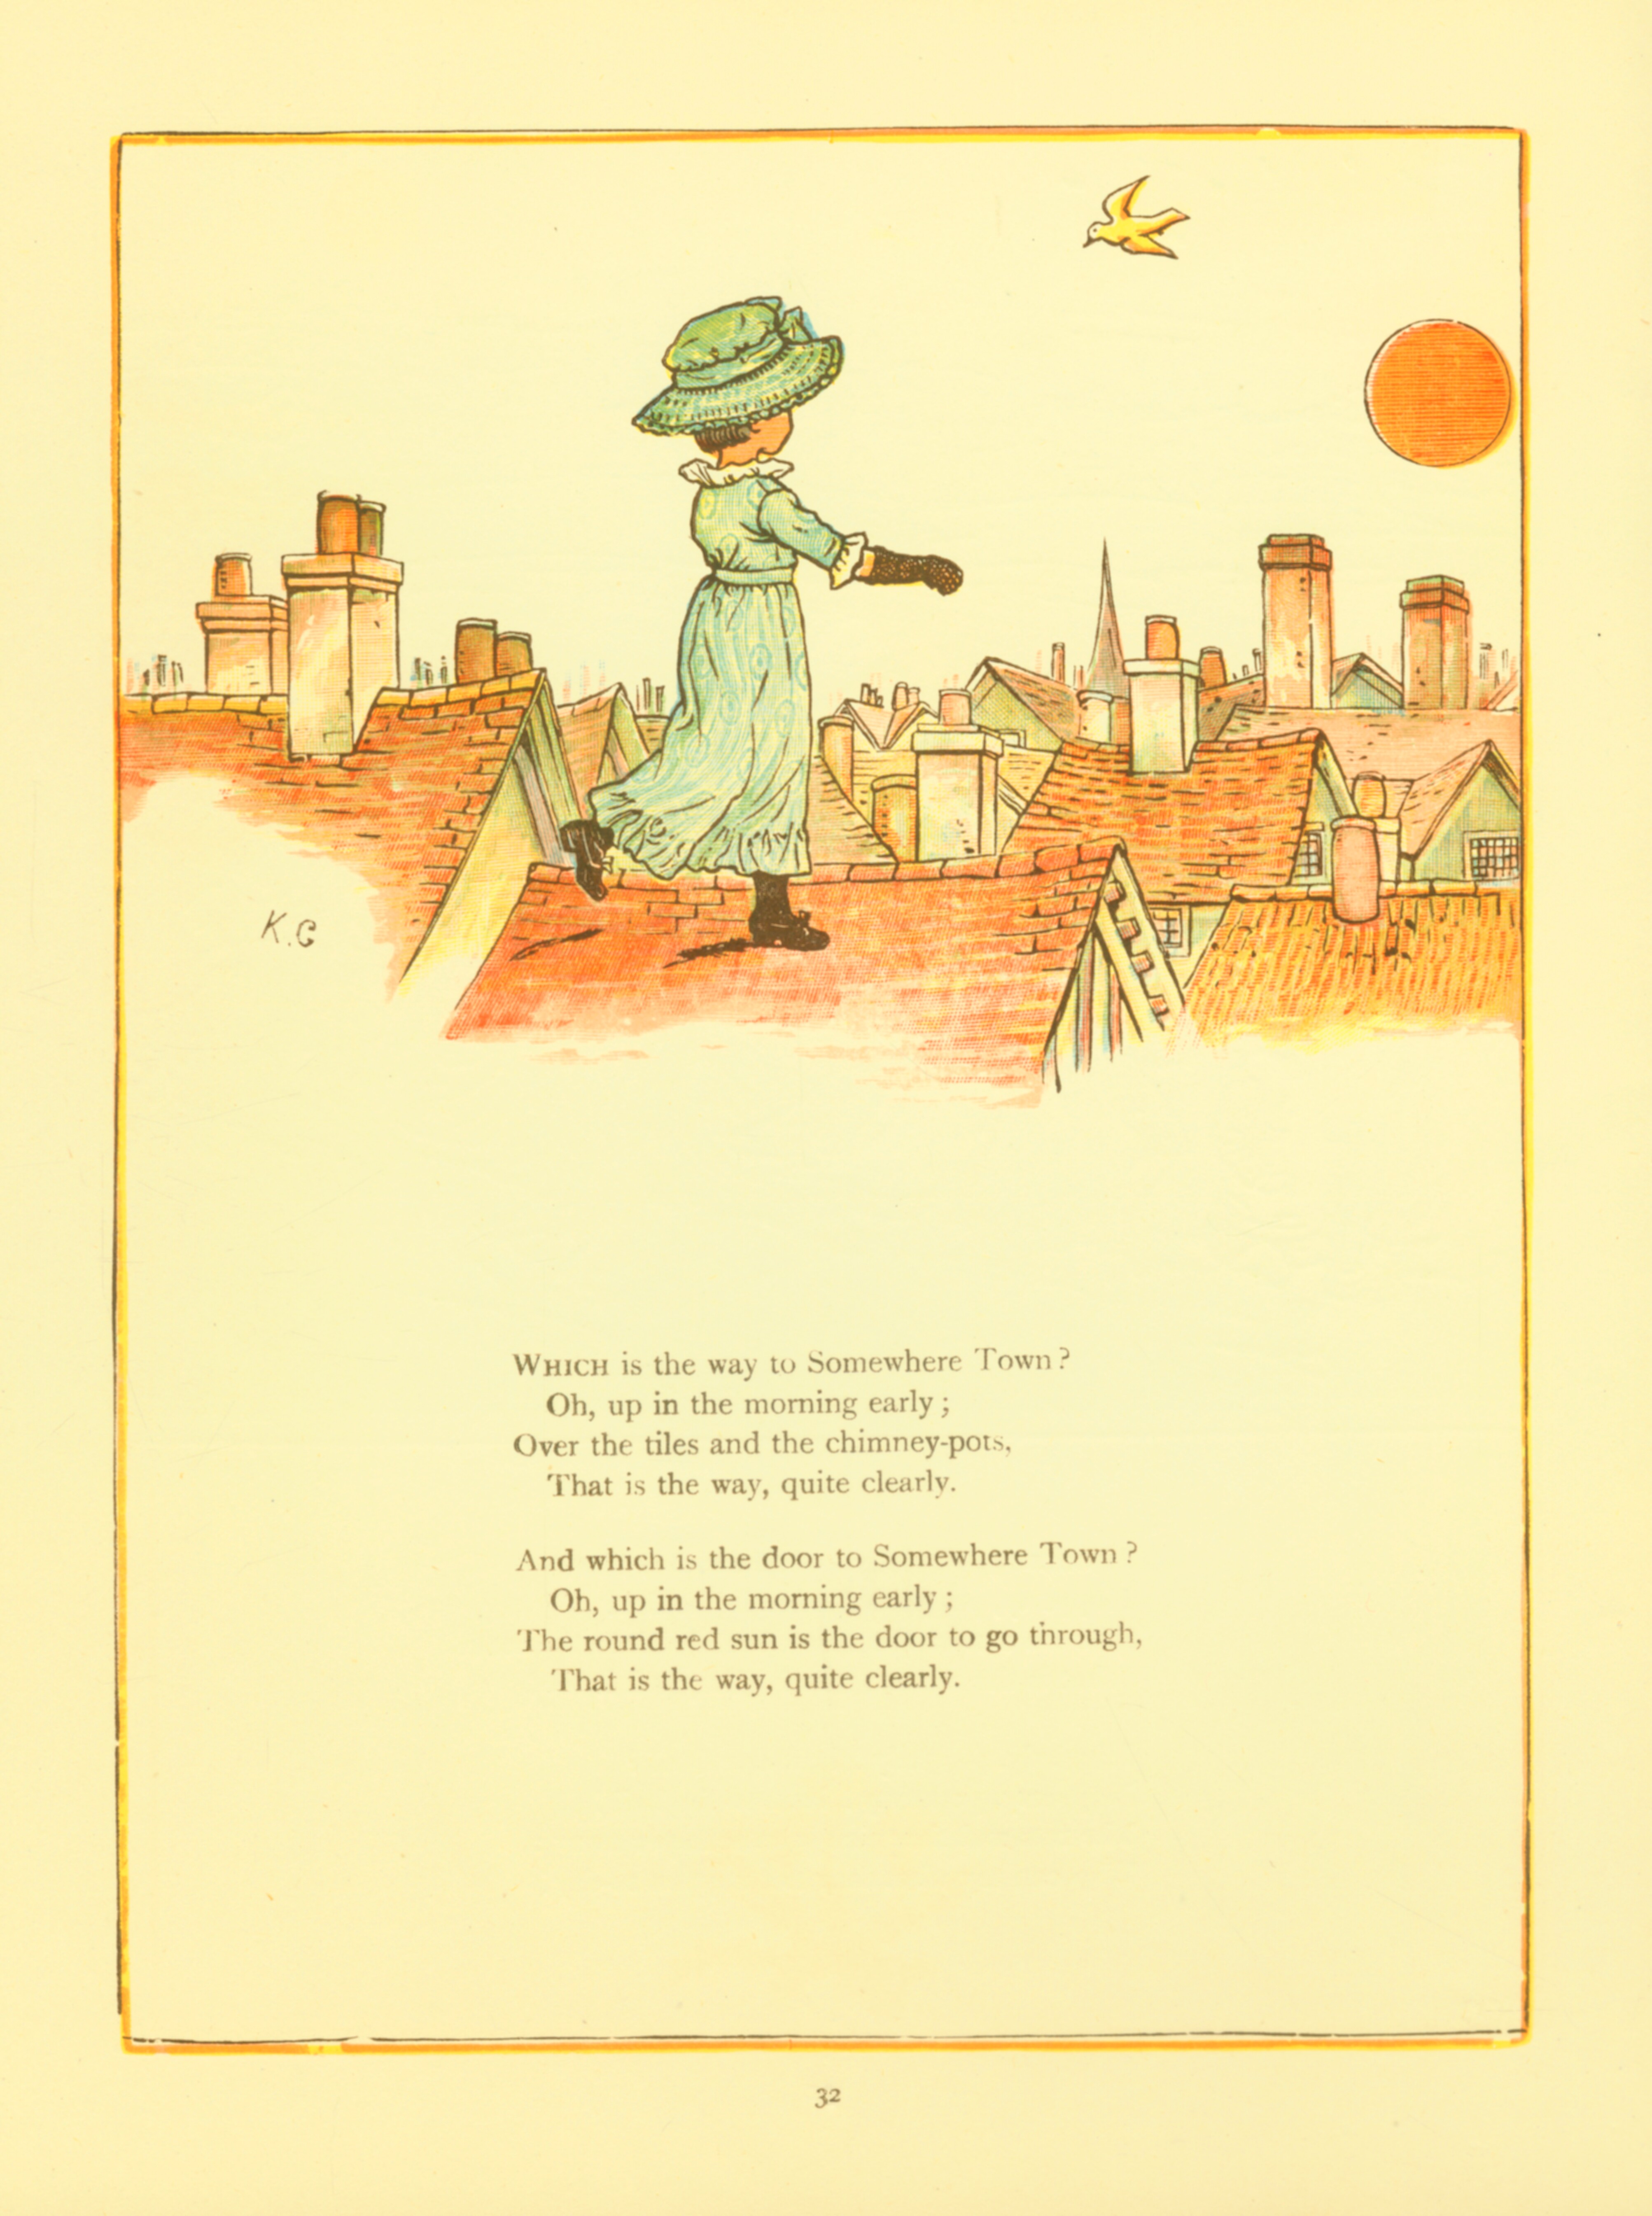 K.G
WHICH is the way to Somewhere Town?
Oh, up in the morning early;
Over the tiles and the chimney-pots,
That is the way, quite clearly.
And which is the door to Somewhere Town?
Oh, up in the morning early;
The round red sun is the door to go through,
That is the way, quite clearly.
32